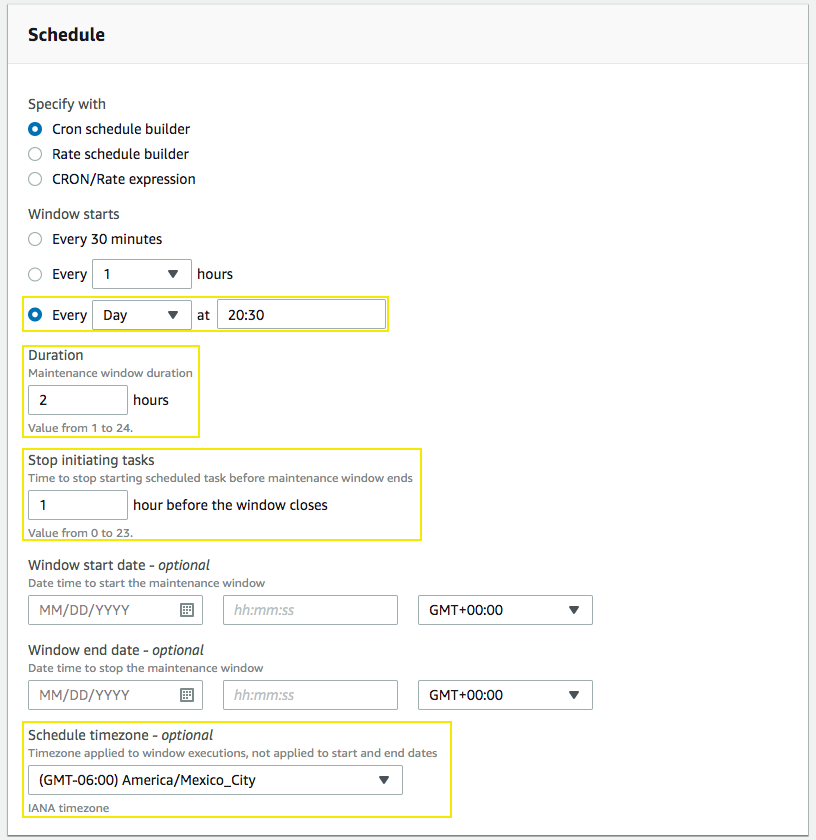 Schedule
Specify with
Cron schedule builder
Rate schedule builder
CRON/Rate expression
Window starts
Every 30 minutes
Every 1 hours
Every Day at 20:30
Duration
Maintenance window duration
2 hours
Value from 1 to 24.
Stop initiating tasks
Time to stop starting scheduled task before maintenance window ends
1 hour before the window closes
Value from 0 to 23.
Window start date - optional
Date time to start the maintenance window
MM/DD/YYYY hh:mm:ss GMT+00:00
Window end date - optional
Date time to stop the maintenance window
MM/DD/YYYY hh:mm:ss GMT+00:00
Schedule timezone - optional
Timezone applied to window executions, not applied to start and end dates
(GMT-06:00) America/Mexico_City
IANA timezone